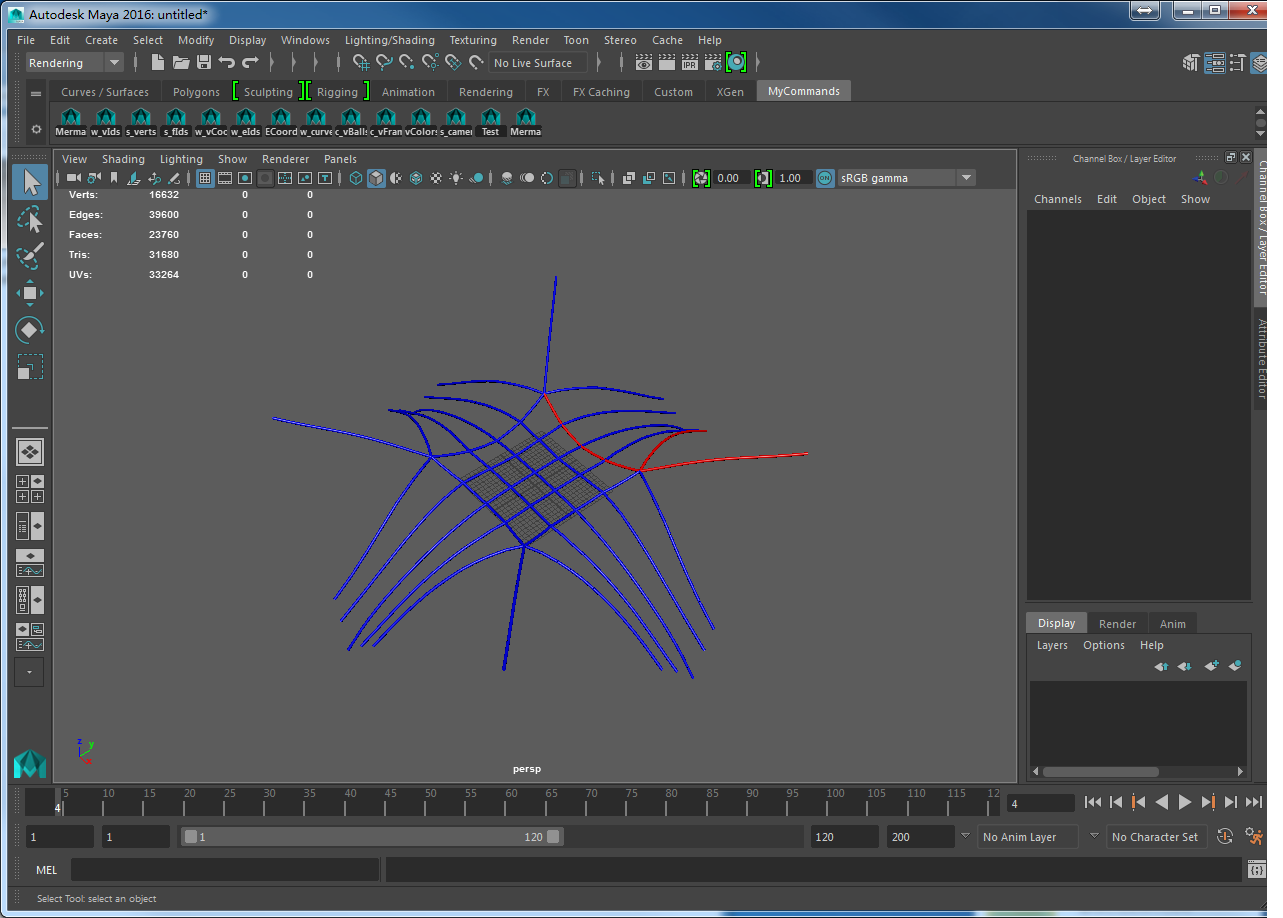 Autodesk Maya 2016: untitled*
File Edit Create Select Modify Display Windows Lighting/Shading Texturing Render Toon Stereo Cache Help
Rendering No Live Surface IPR
Curves / Surfaces Polygons Sculpting Rigging Animation Rendering FX FX Caching Custom XGen MyCommands
Merma w_vIds s_verts s_fIds w_vCoc w_eIds ECoord w_curve c_vBalls c_vFran vColors s_camer Test Merma
View Shading Lighting Show Renderer Panels
0.00 1.00 ON sRGB gamma
Verts: 16632 0 0
Edges: 39600 0 0
Faces: 23760 0 0
Tris: 31680 0 0
UVs: 33264 0 0
z y x
persp
Channel Box / Layer Editor
Channels Edit Object Show
Channel Box / Layer Editor
Attribute Editor
Display Render Anim
Layers Options Help
4 5 10 15 20 25 30 35 40 45 50 55 60 65 70 75 80 85 90 95 100 105 110 115 12
4
1 1 1 120 120 200 No Anim Layer No Character Set
MEL
Select Tool: select an object